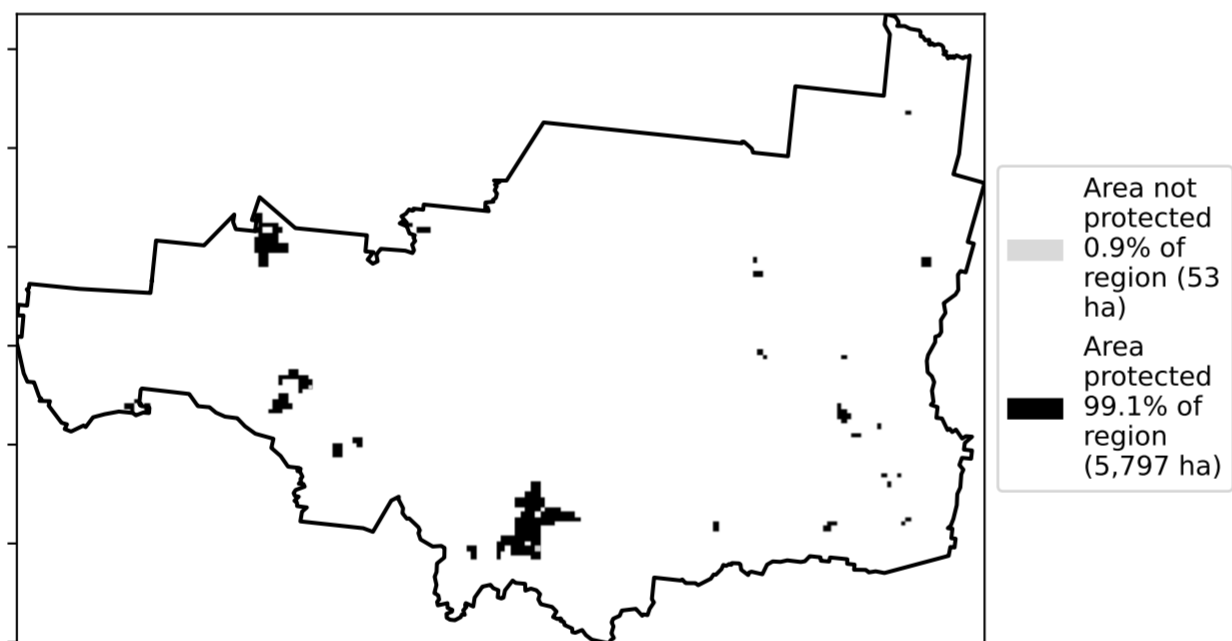 Area not
protected
0.9% of
region (53
ha)
Area
protected
99.1% of
region
(5,797 ha)